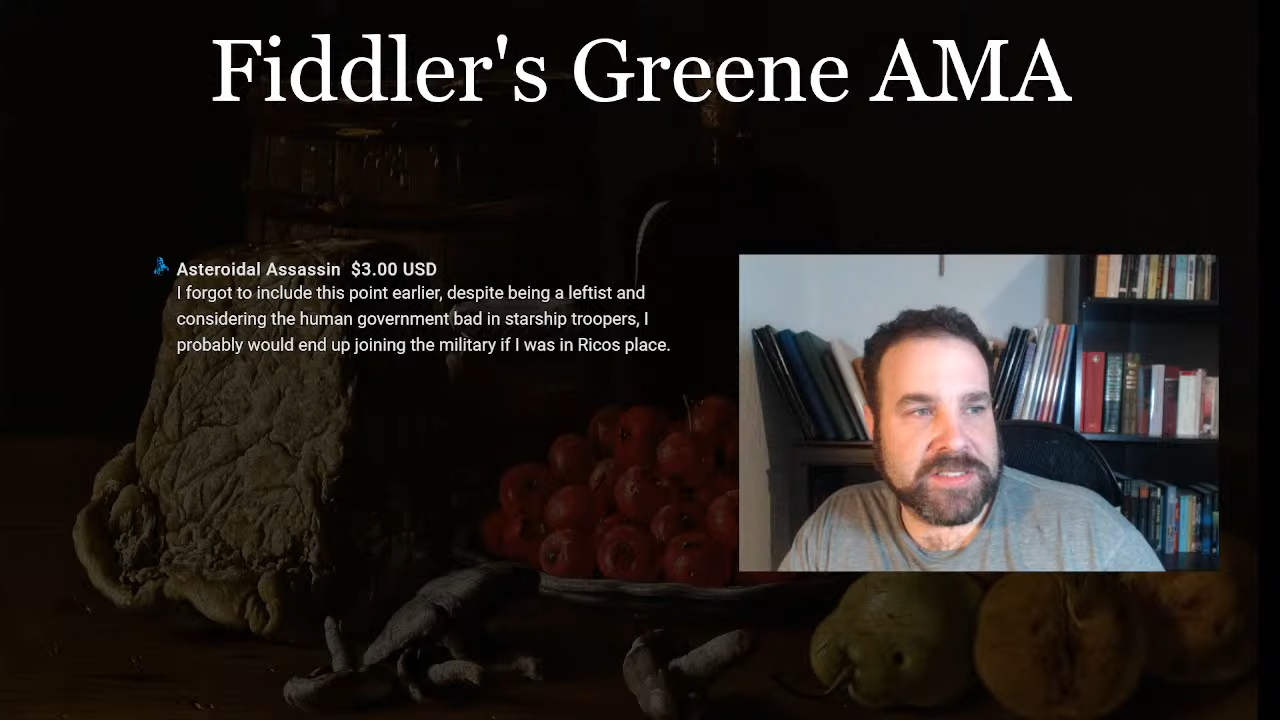 Fiddler's Greene AMA
Asteroidal Assassin $3.00 USD
I forgot to include this point earlier, despite being a leftist and
considering the human government bad in starship troopers, I
probably would end up joining the military if I was in Ricos place.